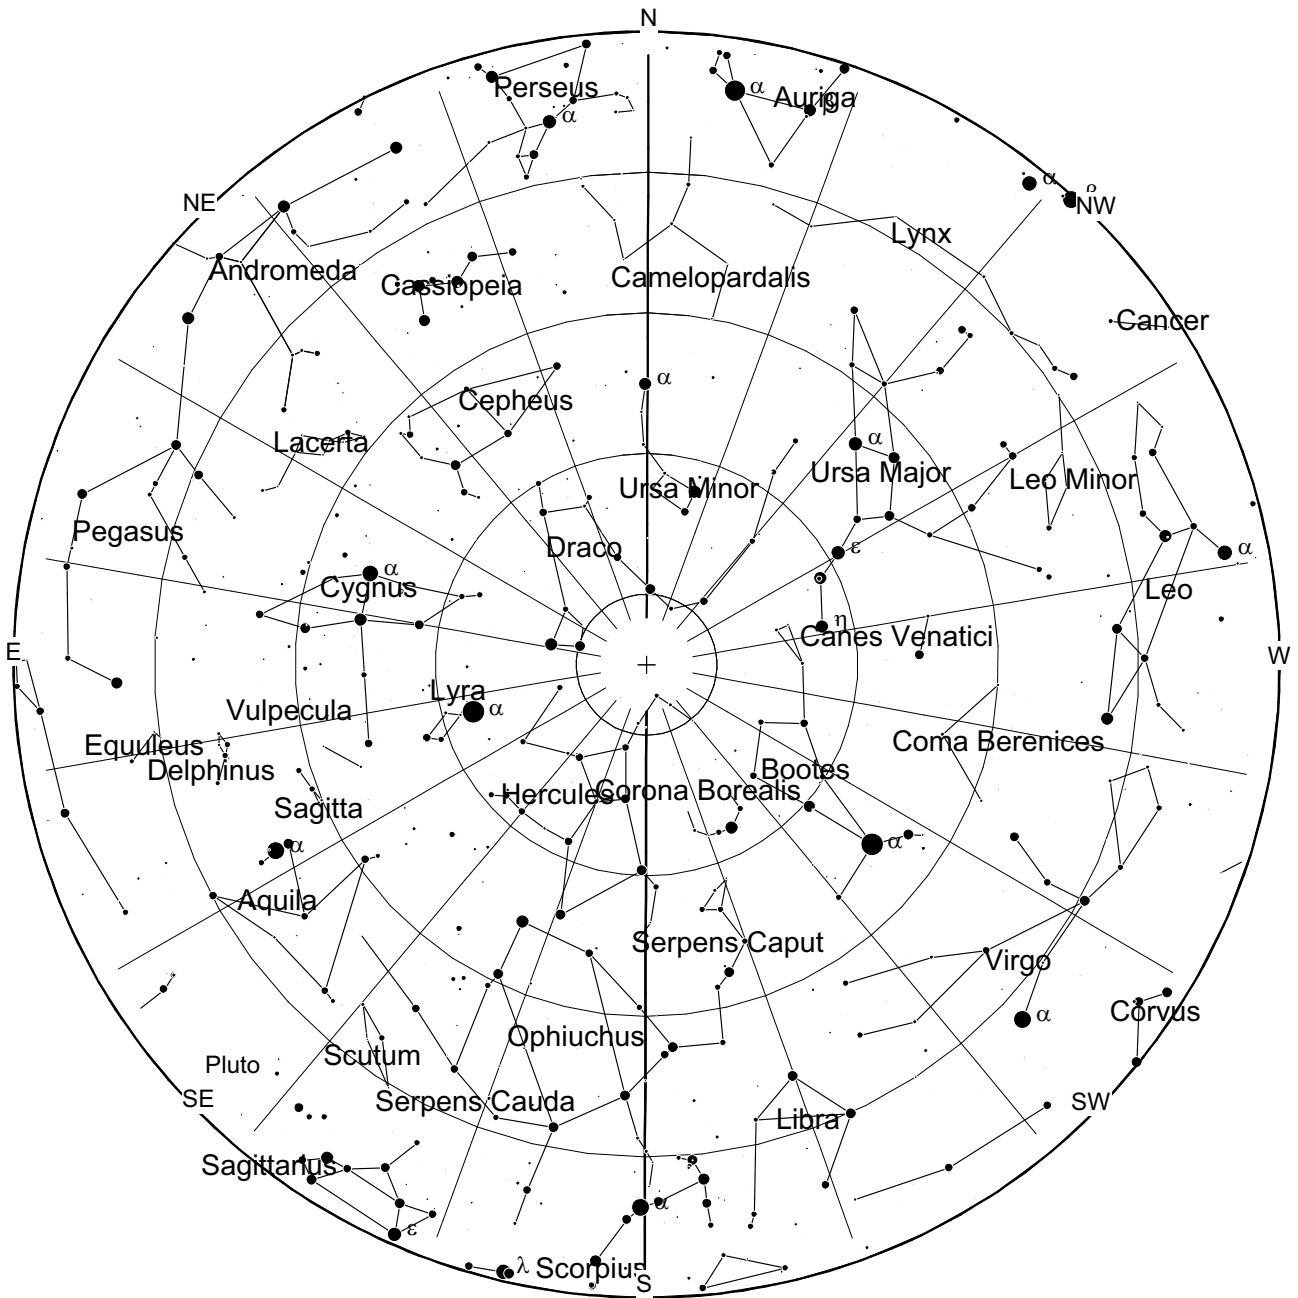 N
Perseus
α
α
Auriga
β
α
α
β
NE
NW
Lynx
Andromeda
Cassiopeia
Camelopardalis
Cancer
α
Cepheus
Lacerta
α
Ursa Major
Leo Minor
Ursa Minor
Pegasus
Draco
ε
α
α
Cygnus
Leo
η
Canes Venatici
E
W
Lyra
α
Vulpecula
Equuleus
Delphinus
Coma Berenices
Bootes
Sagitta
Hercules
Corona Borealis
α
α
Aquila
Serpens Caput
Virgo
α
Corvus
Ophiuchus
Scutum
Pluto
SE
Serpens Cauda
SW
Libra
Sagittarius
α
ε
λ
Scorpius
S